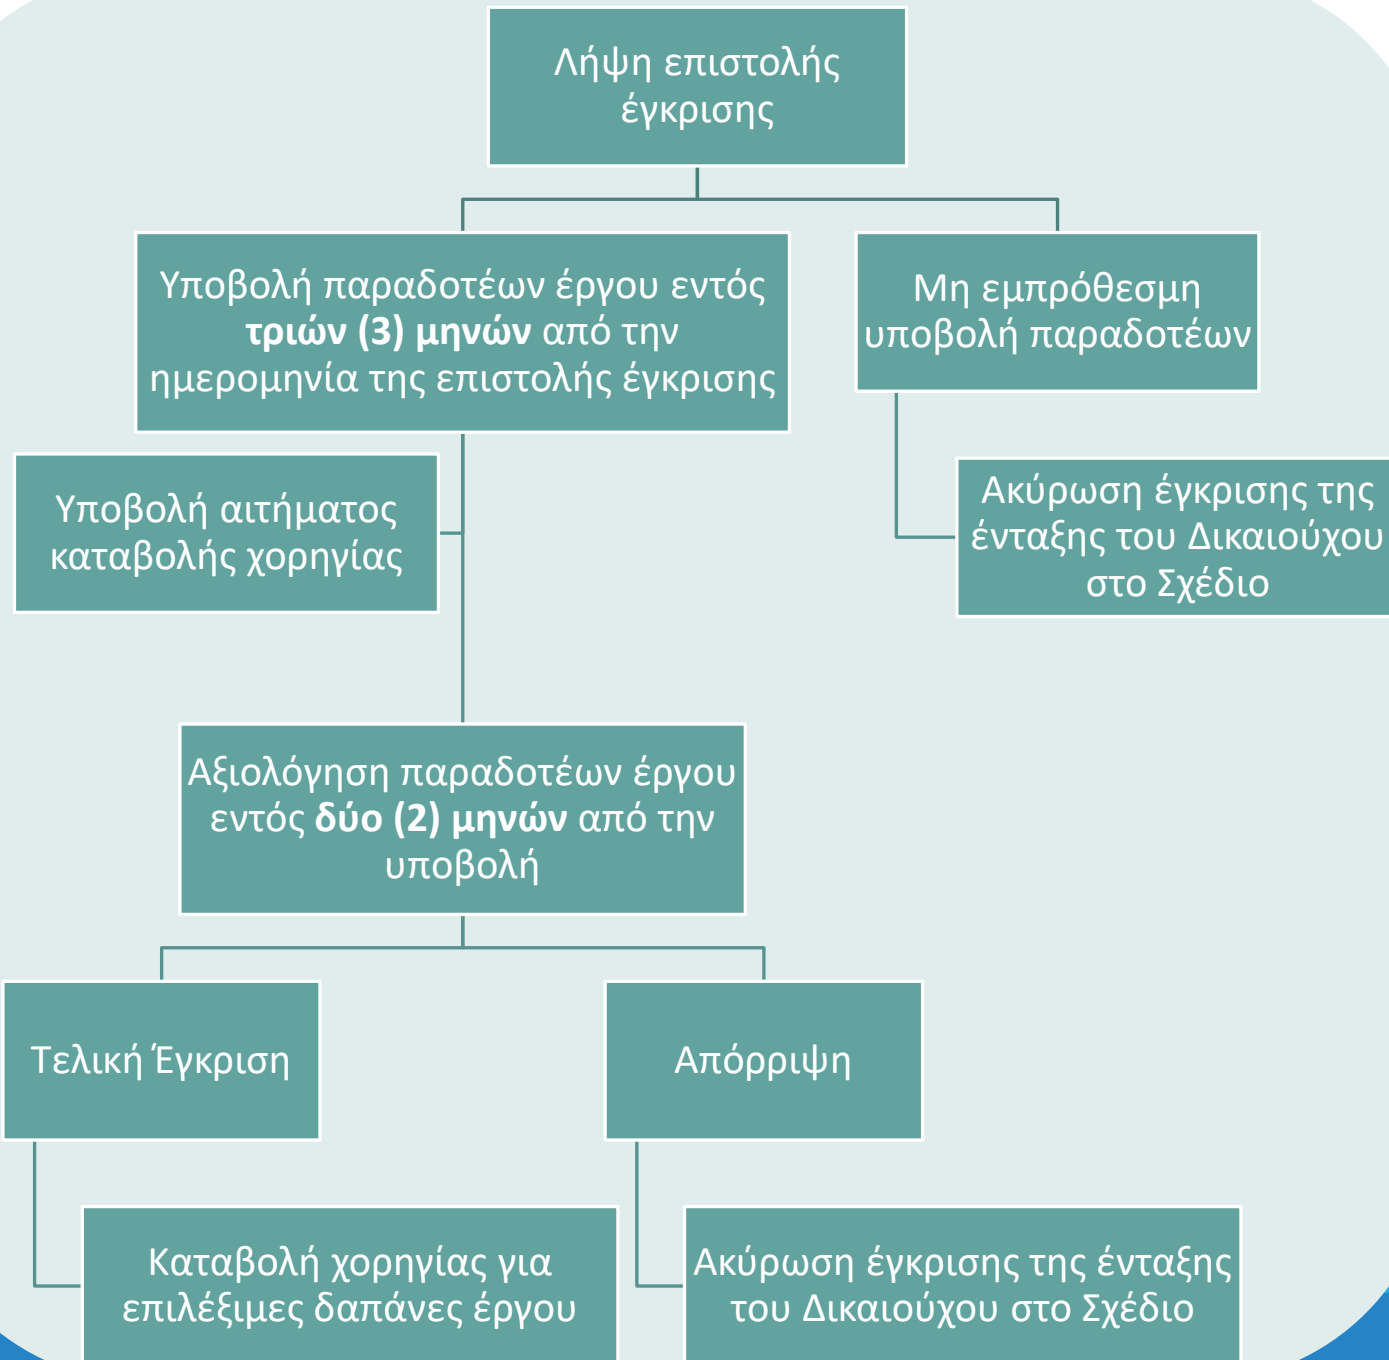 Λήψη επιστολής
έγκρισης
Υποβολή παραδοτέων έργου εντός
τριών (3) μηνών από την
ημερομηνία της επιστολής έγκρισης
Μη εμπρόθεσμη
υποβολή παραδοτέων
Υποβολή αιτήματος
καταβολής χορηγίας
Ακύρωση έγκρισης της
ένταξης του Δικαιούχου
στο Σχέδιο
Αξιολόγηση παραδοτέων έργου
εντός δύο (2) μηνών από την
υποβολή
Τελική Έγκριση
Απόρριψη
Καταβολή χορηγίας για
επιλέξιμες δαπάνες έργου
Ακύρωση έγκρισης της ένταξης
του Δικαιούχου στο Σχέδιο